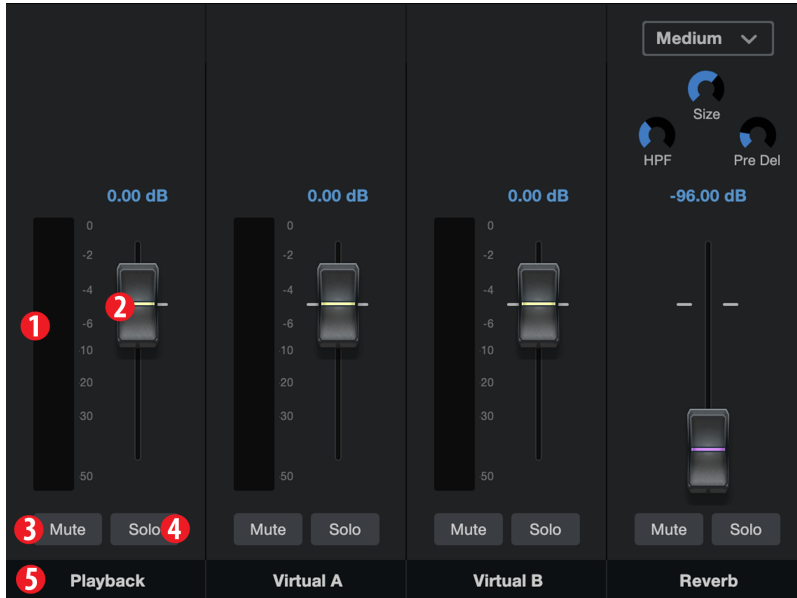 Medium
Size
HPF
Pre Del
0.00 dB
0.00 dB
0.00 dB
-96.00 dB
0
-2
-4
-6
10
20
30
50
0
-2
-4
-6
10
20
30
50
0
-2
-4
-6
10
20
30
50
1
2
3
Mute
Solo
4
Mute
Solo
Mute
Solo
Mute
Solo
5
Playback
Virtual A
Virtual B
Reverb